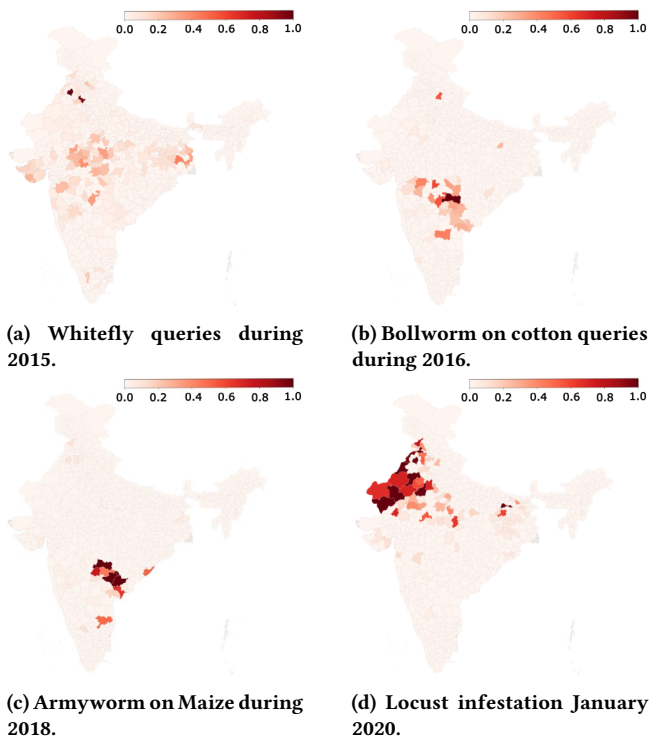 0.0 0.2 0.4 0.6 0.8 1.0
0.0 0.2 0.4 0.6 0.8 1.0
(a) Whitefly queries during
2015.
(b) Bollworm on cotton queries
during 2016.
0.0 0.2 0.4 0.6 0.8 1.0
0.0 0.2 0.4 0.6 0.8 1.0
(c) Armyworm on Maize during
2018.
(d) Locust infestation January
2020.